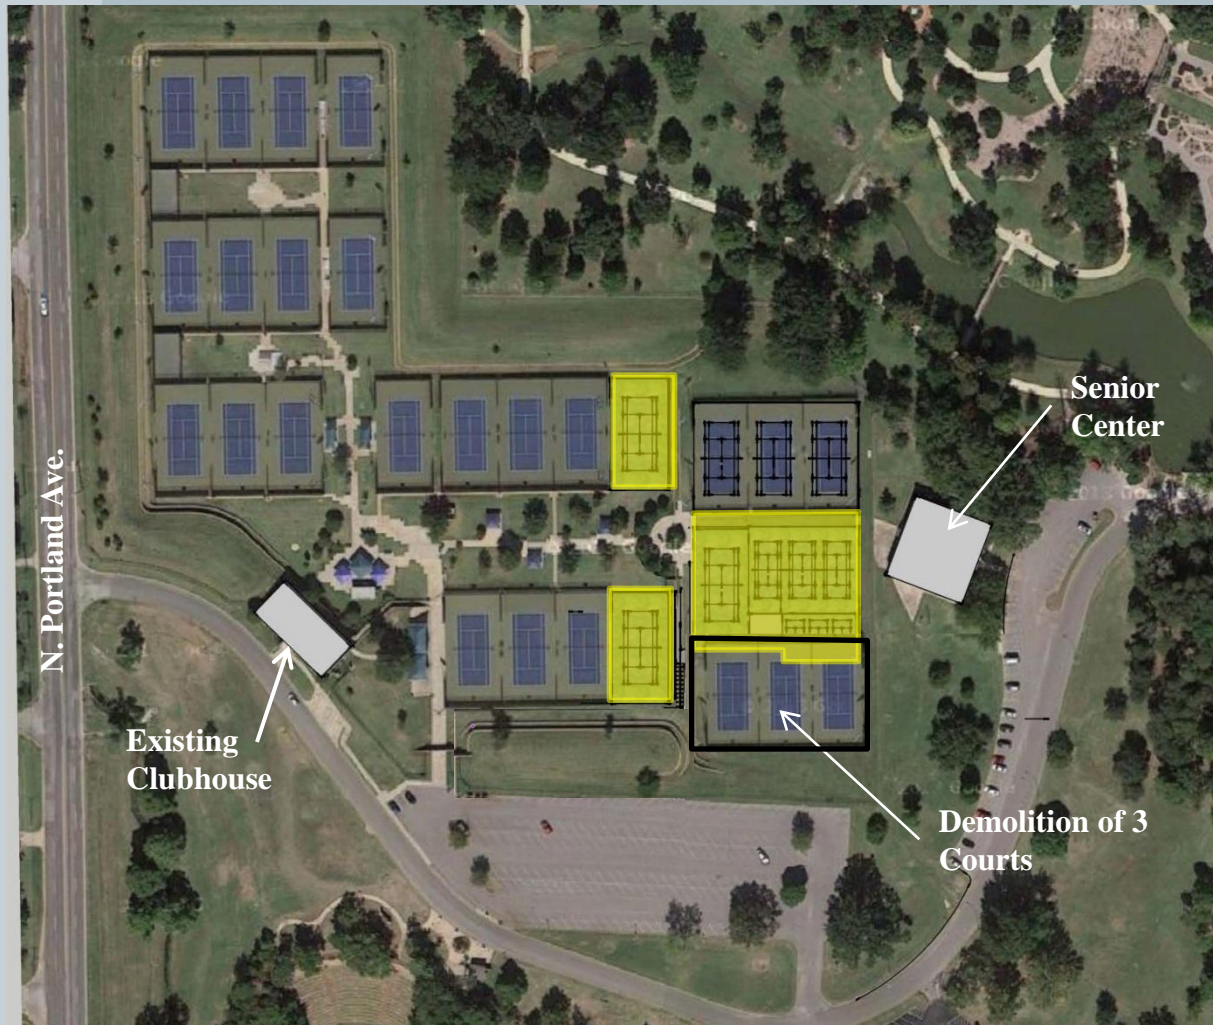 Senior
Center
N. Portland Ave.
Existing
Clubhouse
Demolition of 3
Courts